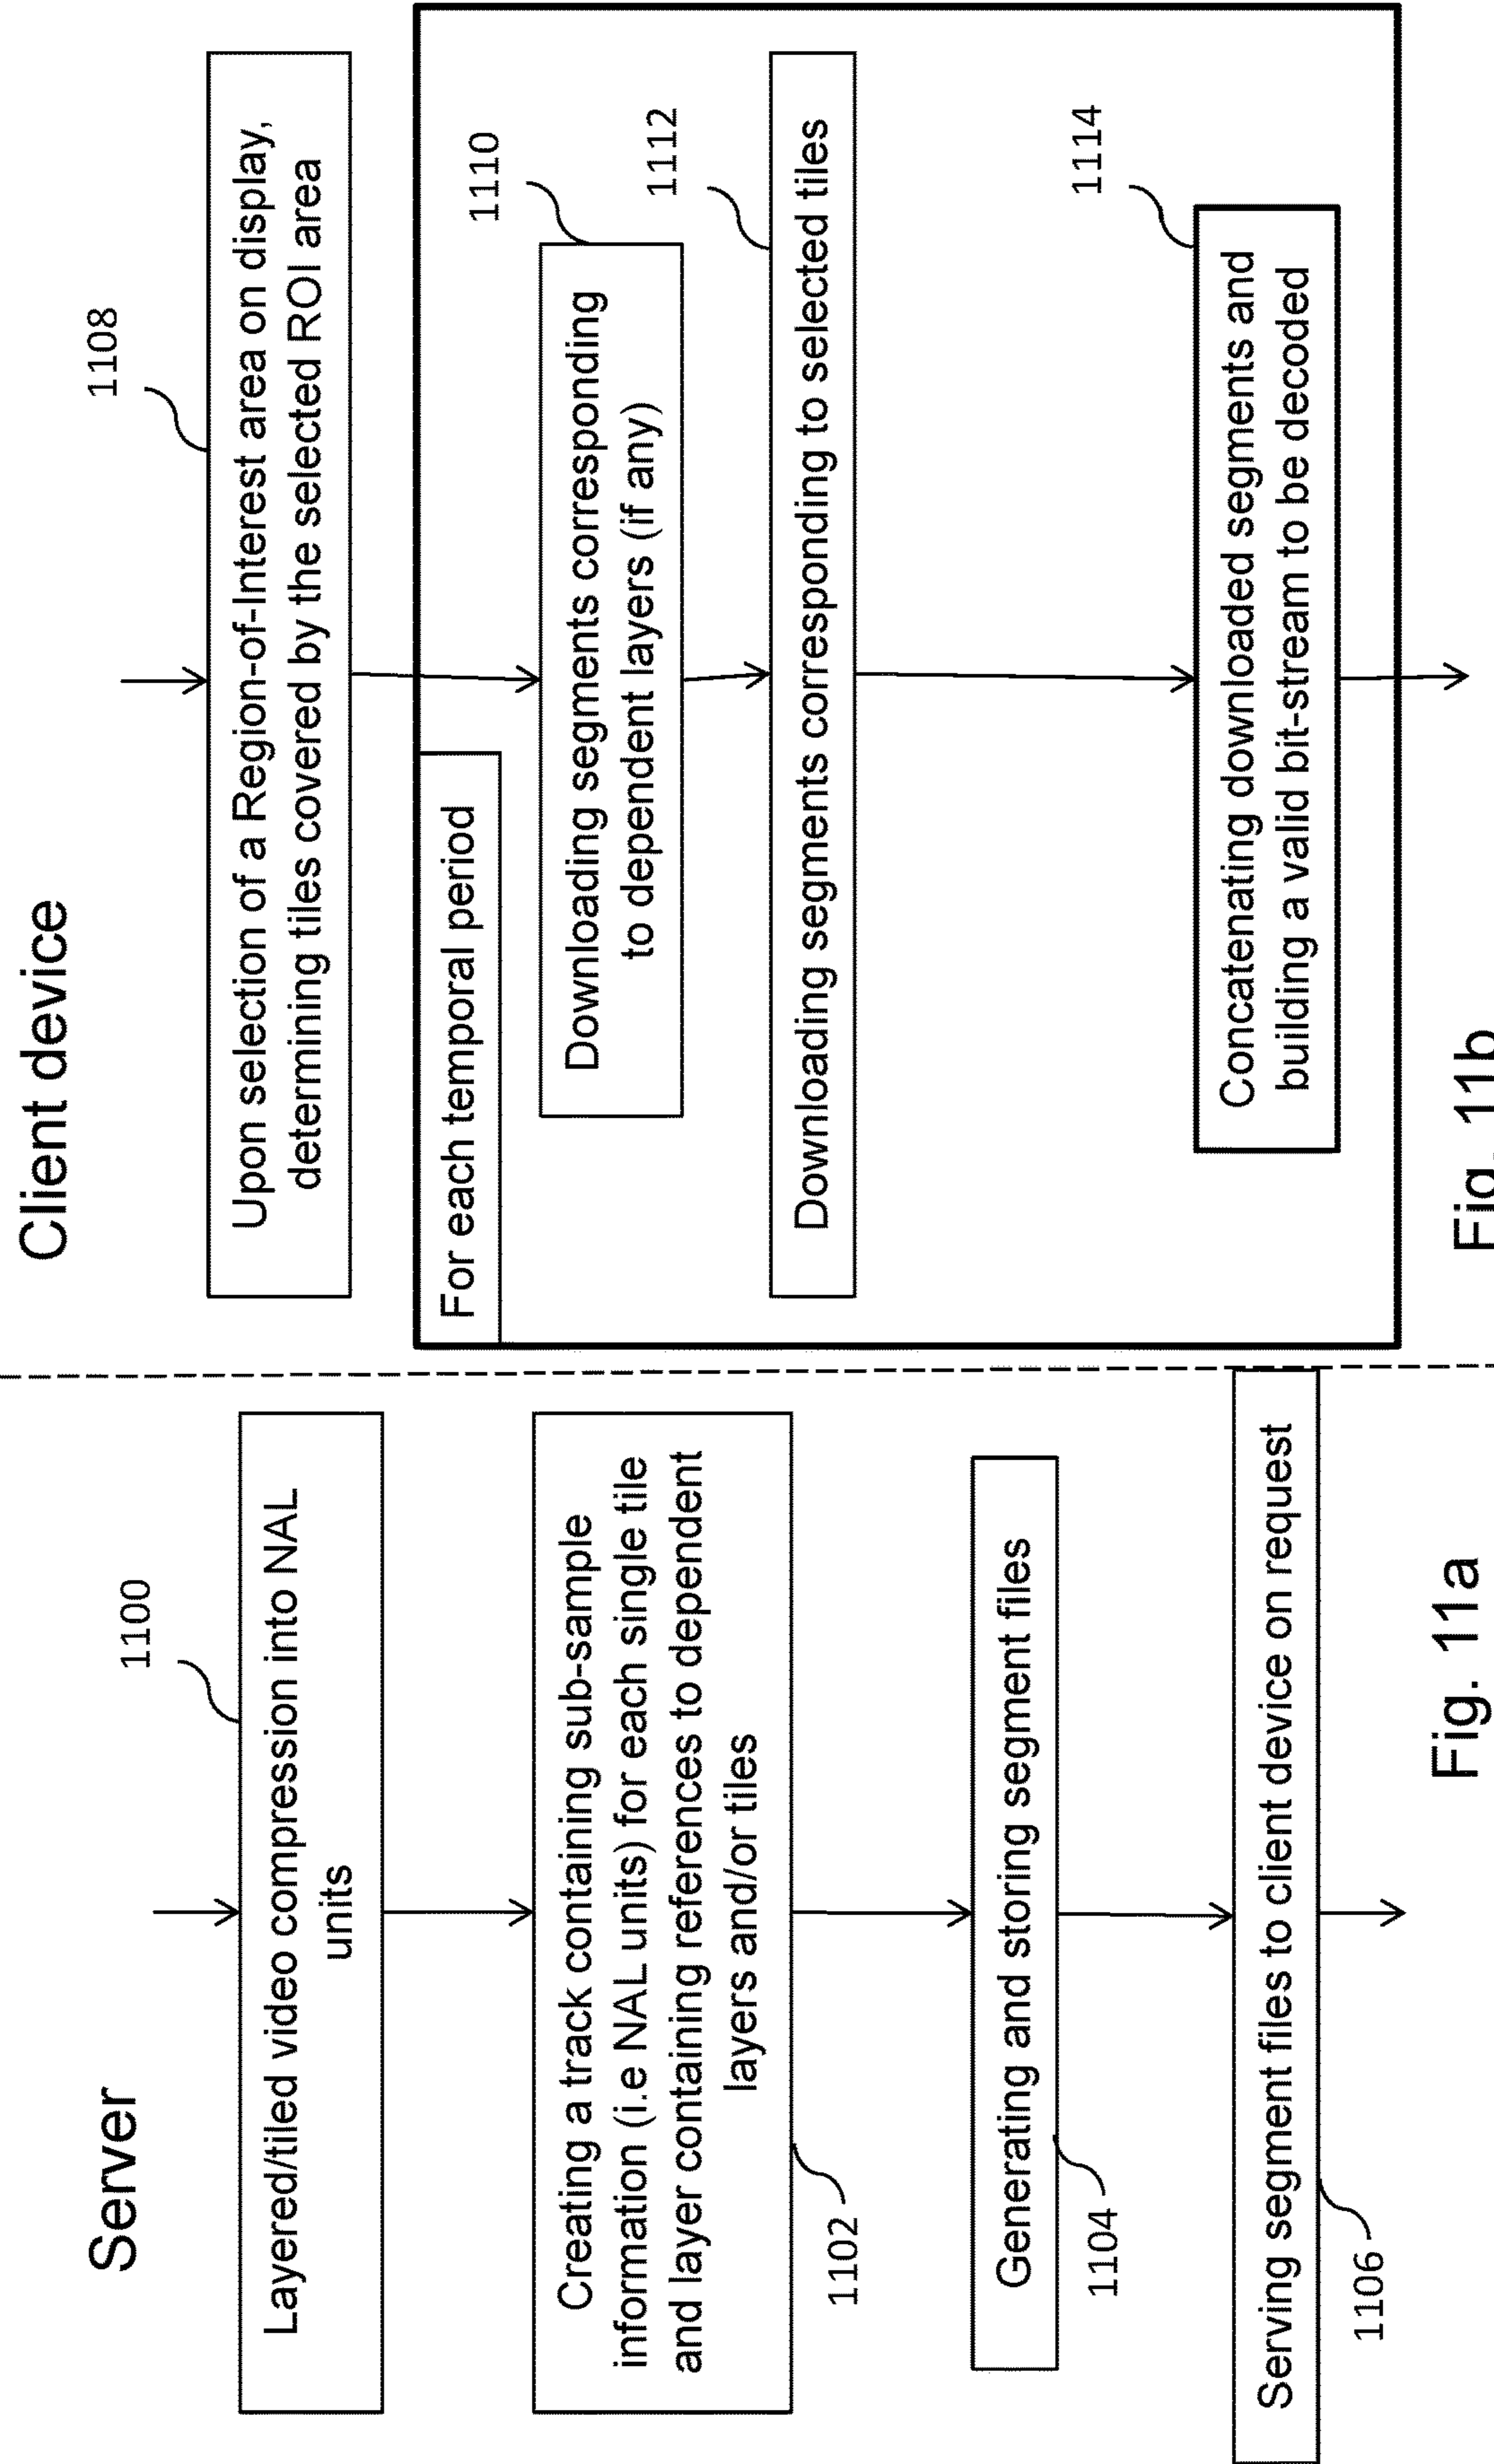 Server
1100
Layered/tiled video compression into NAL
units
Creating a track containing sub-sample
information (i.e NAL units) for each single tile
and layer containing references to dependent
layers and/or tiles
1102
Generating and storing segment files
1104
Serving segment files to client device on request
1106
Fig. 11a
Client device
1108
Upon selection of a Region-of-Interest area on display,
determining tiles covered by the selected ROI area
For each temporal period
1110
Downloading segments corresponding
to dependent layers (if any)
1112
Downloading segments corresponding to selected tiles
1114
Concatenating downloaded segments and
building a valid bit-stream to be decoded
Fig. 11b